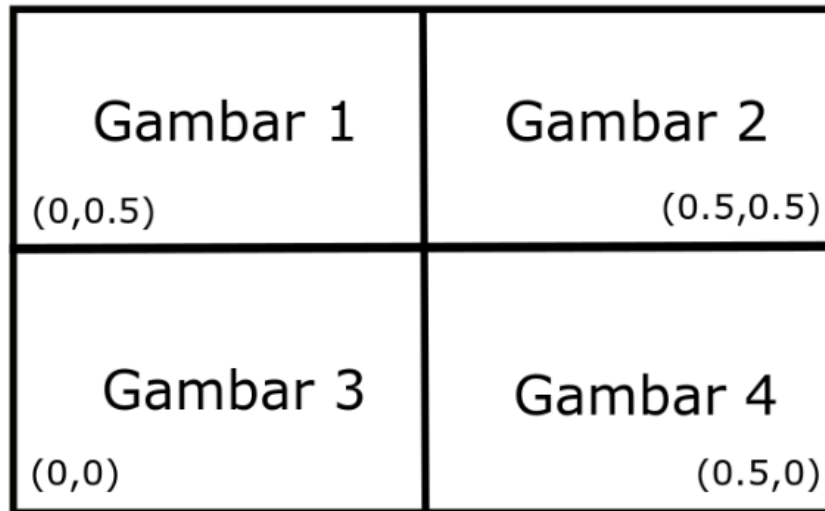 Gambar 1
Gambar 2
(0,0.5)
(0.5,0.5)
Gambar 3
Gambar 4
(0,0)
(0.5,0)